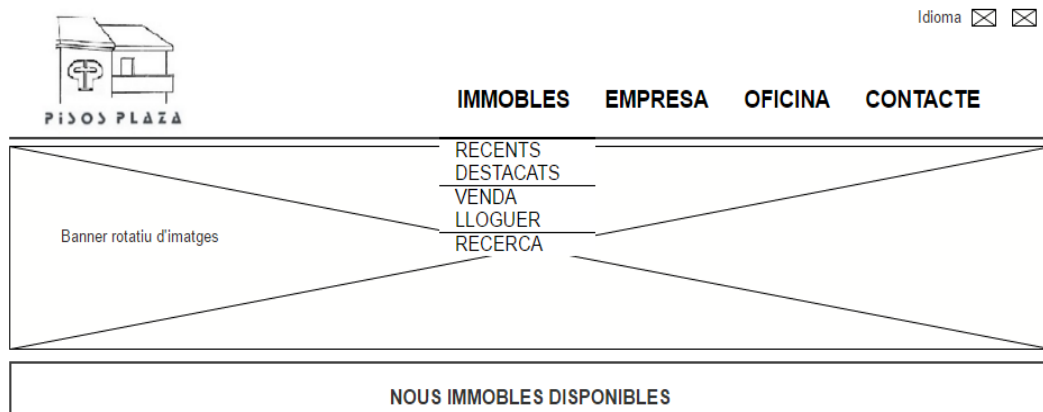 Idioma
PISOS PLAZA
IMMOBLES EMPRESA OFICINA CONTACTE
RECENTS
DESTACATS
VENDA
LLOGUER
RECERCA
Banner rotatiu d'imatges
NOUS IMMOBLES DISPONIBLES